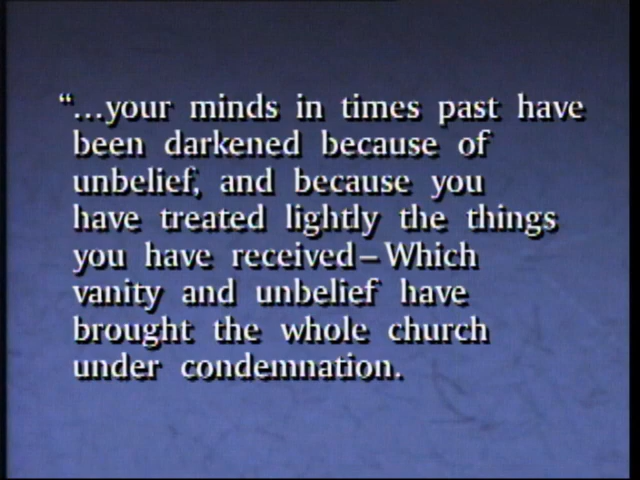 “...your minds in times past have
been darkened because of
unbelief, and because you
have treated lightly the things
you have received–Which
vanity and unbelief have
brought the whole church
under condemnation.